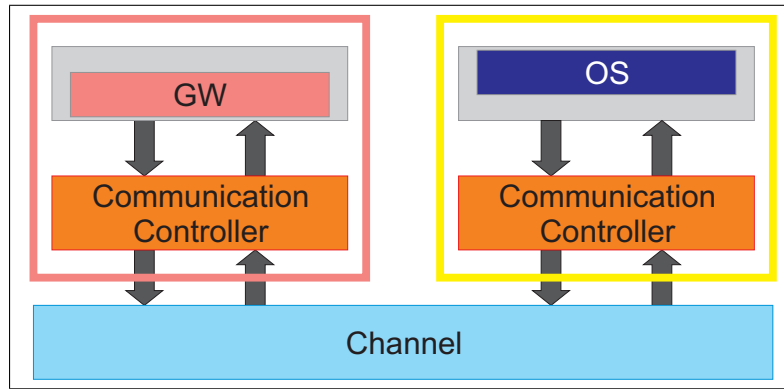 GW
OS
Communication
Controller
Communication
Controller
Channel